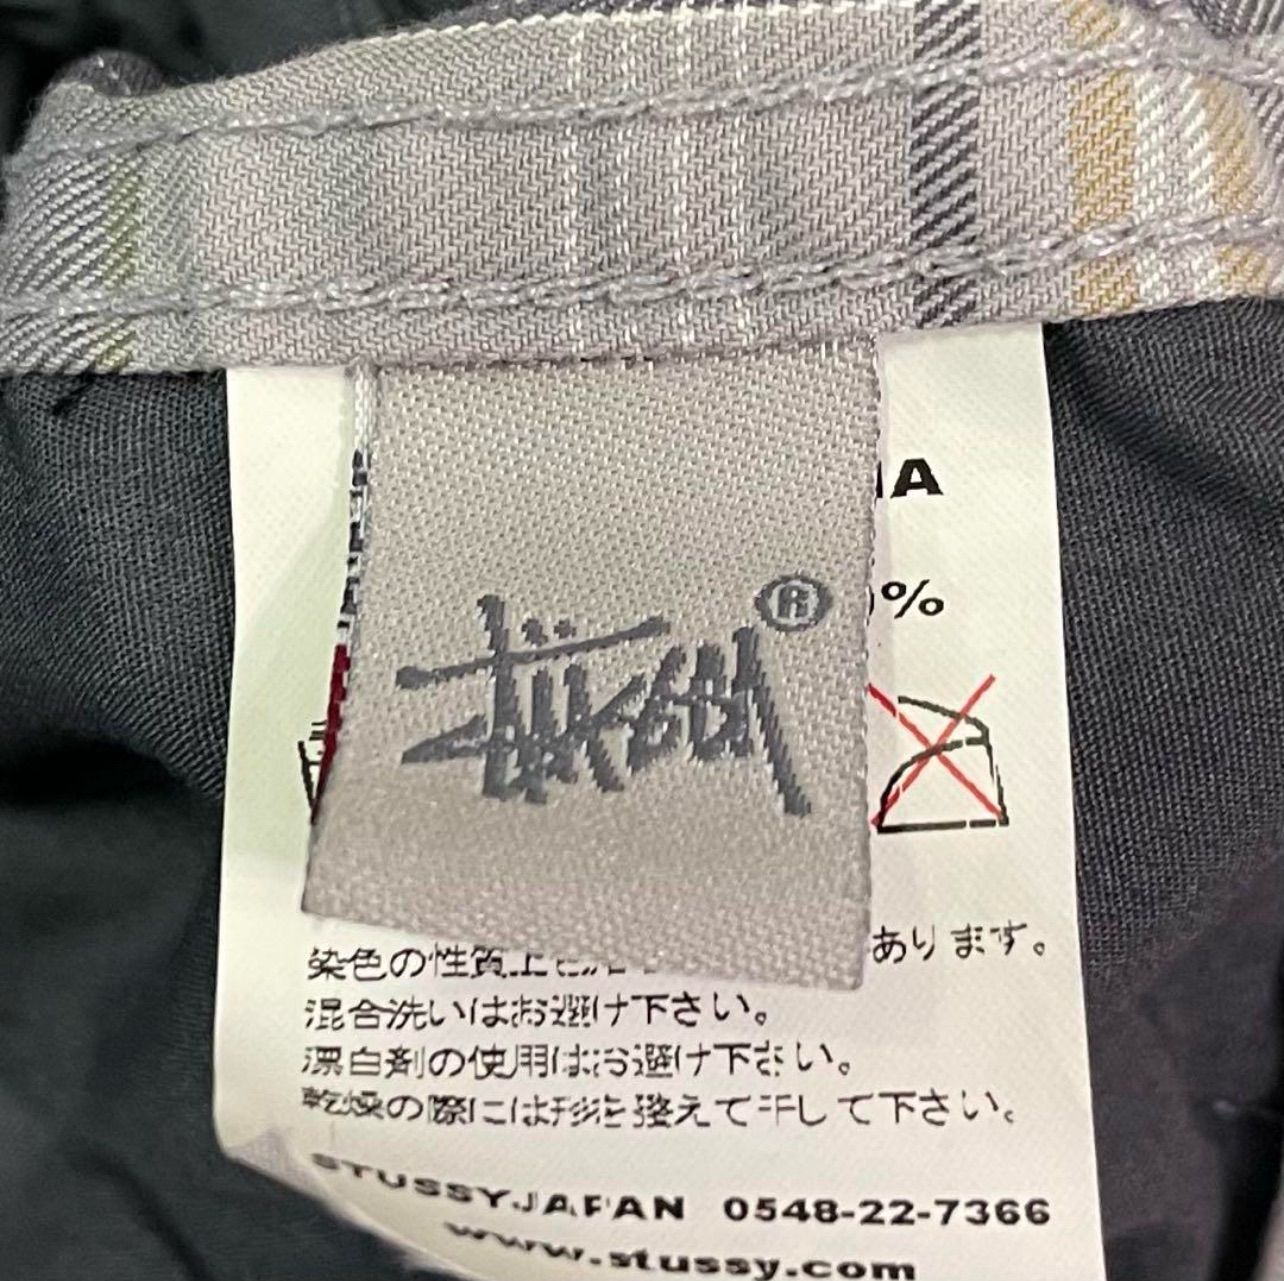 Stüssy ®
%
染色の性質上 あります。
混合洗いはお避け下さい。
漂白剤の使用はお避け下さい。
乾燥の際には形を整えて干して下さい。
STUSSY JAPAN 0548-22-7366
www.stussy.com